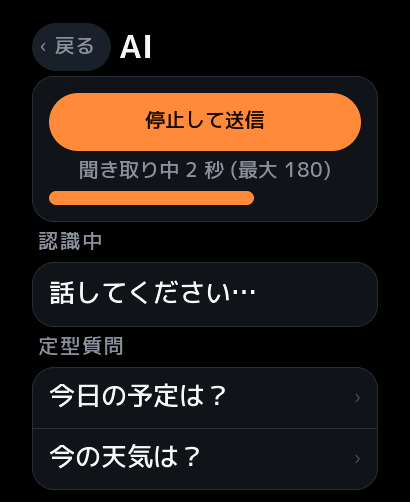 ‹ 戻る AI
停止して送信
聞き取り中 2 秒 (最大 180)
認識中
話してください…
定型質問
今日の予定は？ ›
今の天気は？ ›